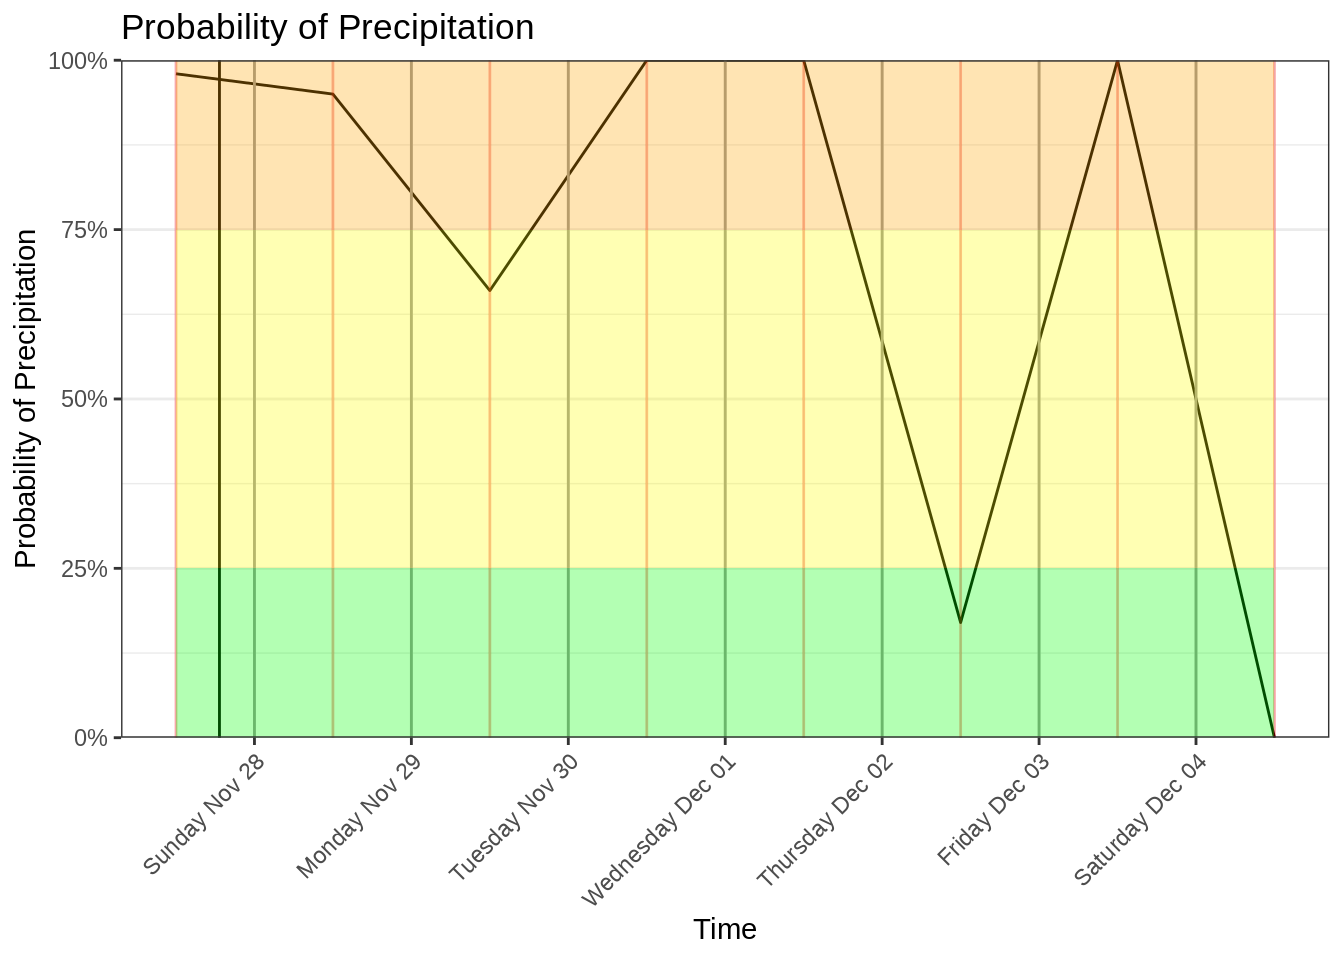 Probability of Precipitation
Probability of Precipitation
100%
75%
50%
25%
0%
Sunday Nov 28
Monday Nov 29
Tuesday Nov 30
Wednesday Dec 01
Thursday Dec 02
Friday Dec 03
Saturday Dec 04
Time